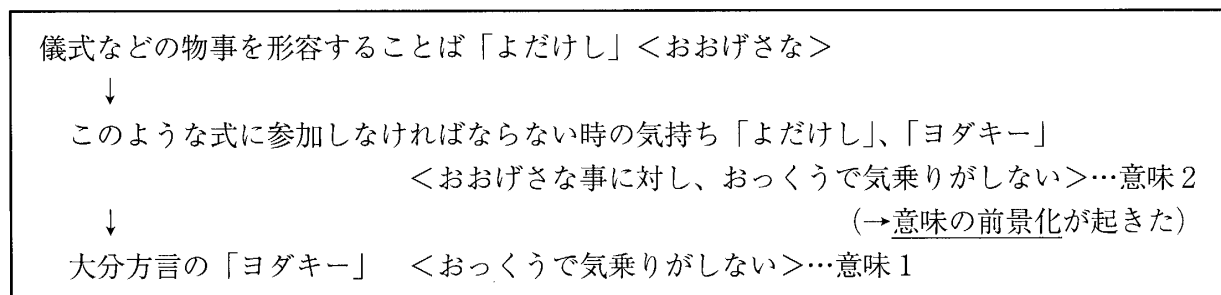 儀式などの物事を形容することば「よだけし」<おおげさな>
↓
このような式に参加しなければならない時の気持ち「よだけし」、「ヨダキー」
<おおげさな事に対し、おっくうで気乗りがしない>…意味2
↓ (→意味の前景化が起きた)
大分方言の「ヨダキー」 <おっくうで気乗りがしない>…意味1